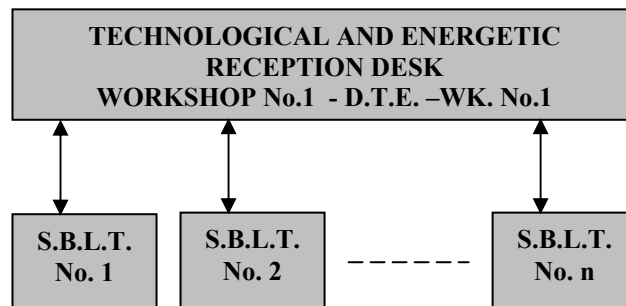 TECHNOLOGICAL AND ENERGETIC
RECEPTION DESK
WORKSHOP No.1 - D.T.E. –WK. No.1
S.B.L.T.
No. 1
S.B.L.T.
No. 2
S.B.L.T.
No. n